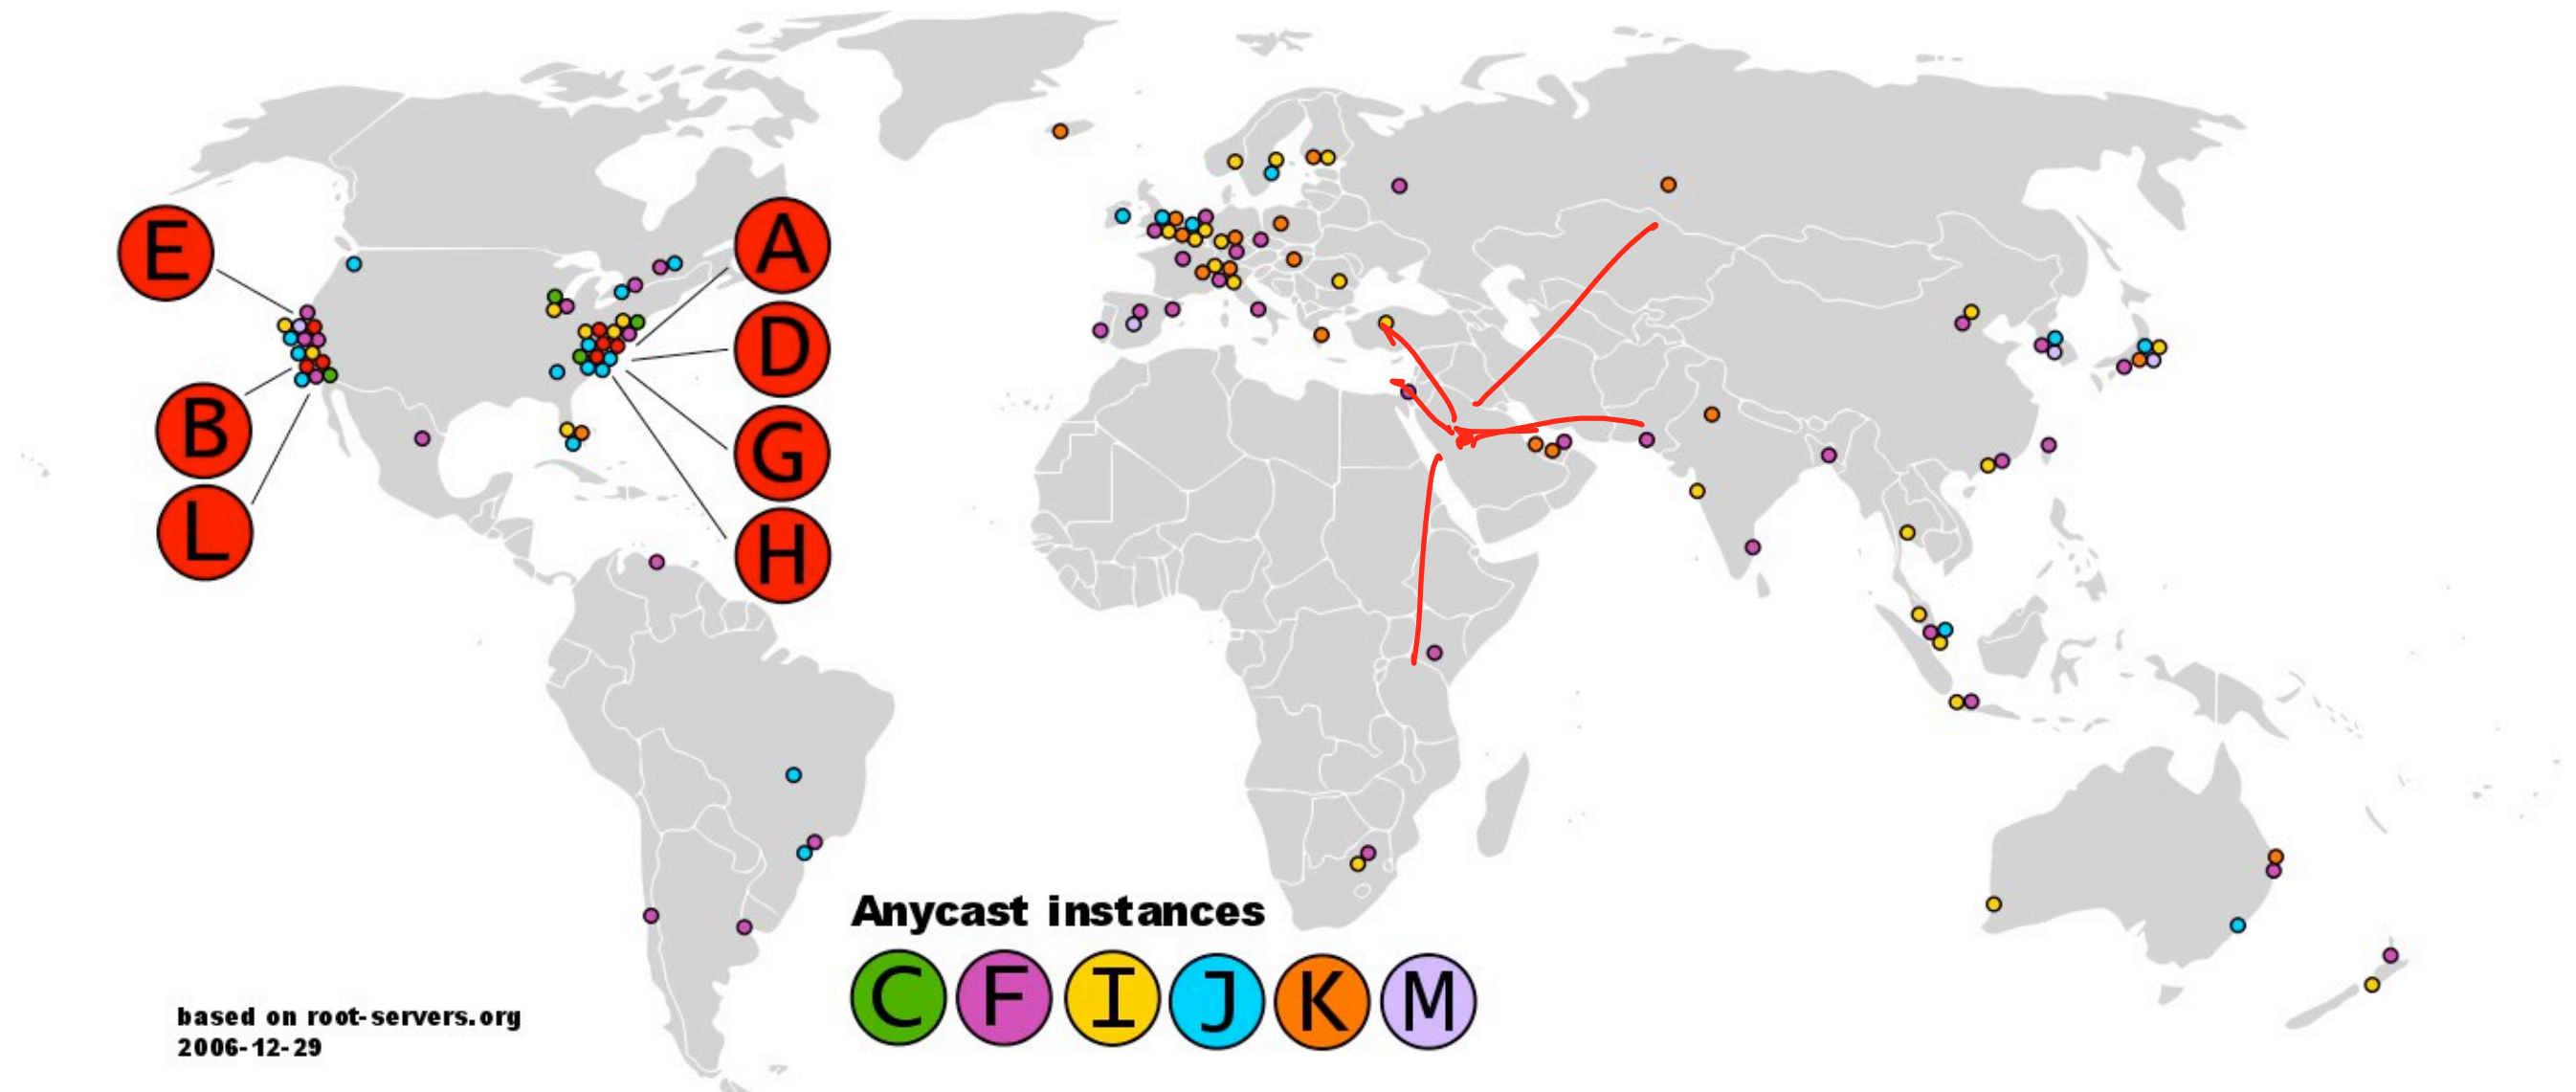 E
A
D
B
G
L
H
Anycast instances
C F I J K M
based on root-servers.org
2006-12-29